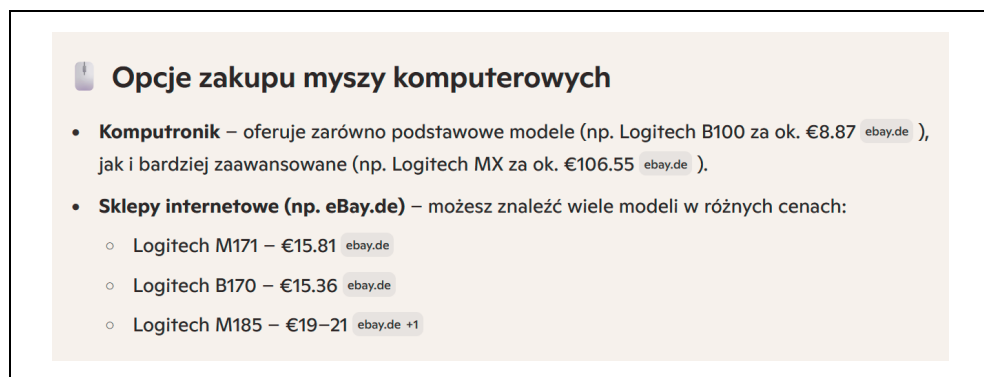 Opcje zakupu myszy komputerowych
• Komputronik – oferuje zarówno podstawowe modele (np. Logitech B100 za ok. €8.87 ebay.de ),
jak i bardziej zaawansowane (np. Logitech MX za ok. €106.55 ebay.de ).
• Sklepy internetowe (np. eBay.de) – możesz znaleźć wiele modeli w różnych cenach:
○ Logitech M171 – €15.81 ebay.de
○ Logitech B170 – €15.36 ebay.de
○ Logitech M185 – €19–21 ebay.de +1